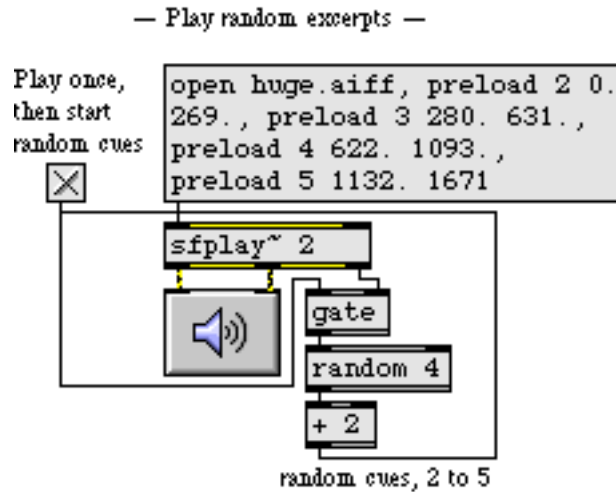 — Play random excerpts —
Play once,
then start
random cues
open huge.aiff, preload 2 0.
269., preload 3 280. 631.,
preload 4 622. 1093.,
preload 5 1132. 1671
sfplay~ 2
gate
random 4
+ 2
random cues, 2 to 5